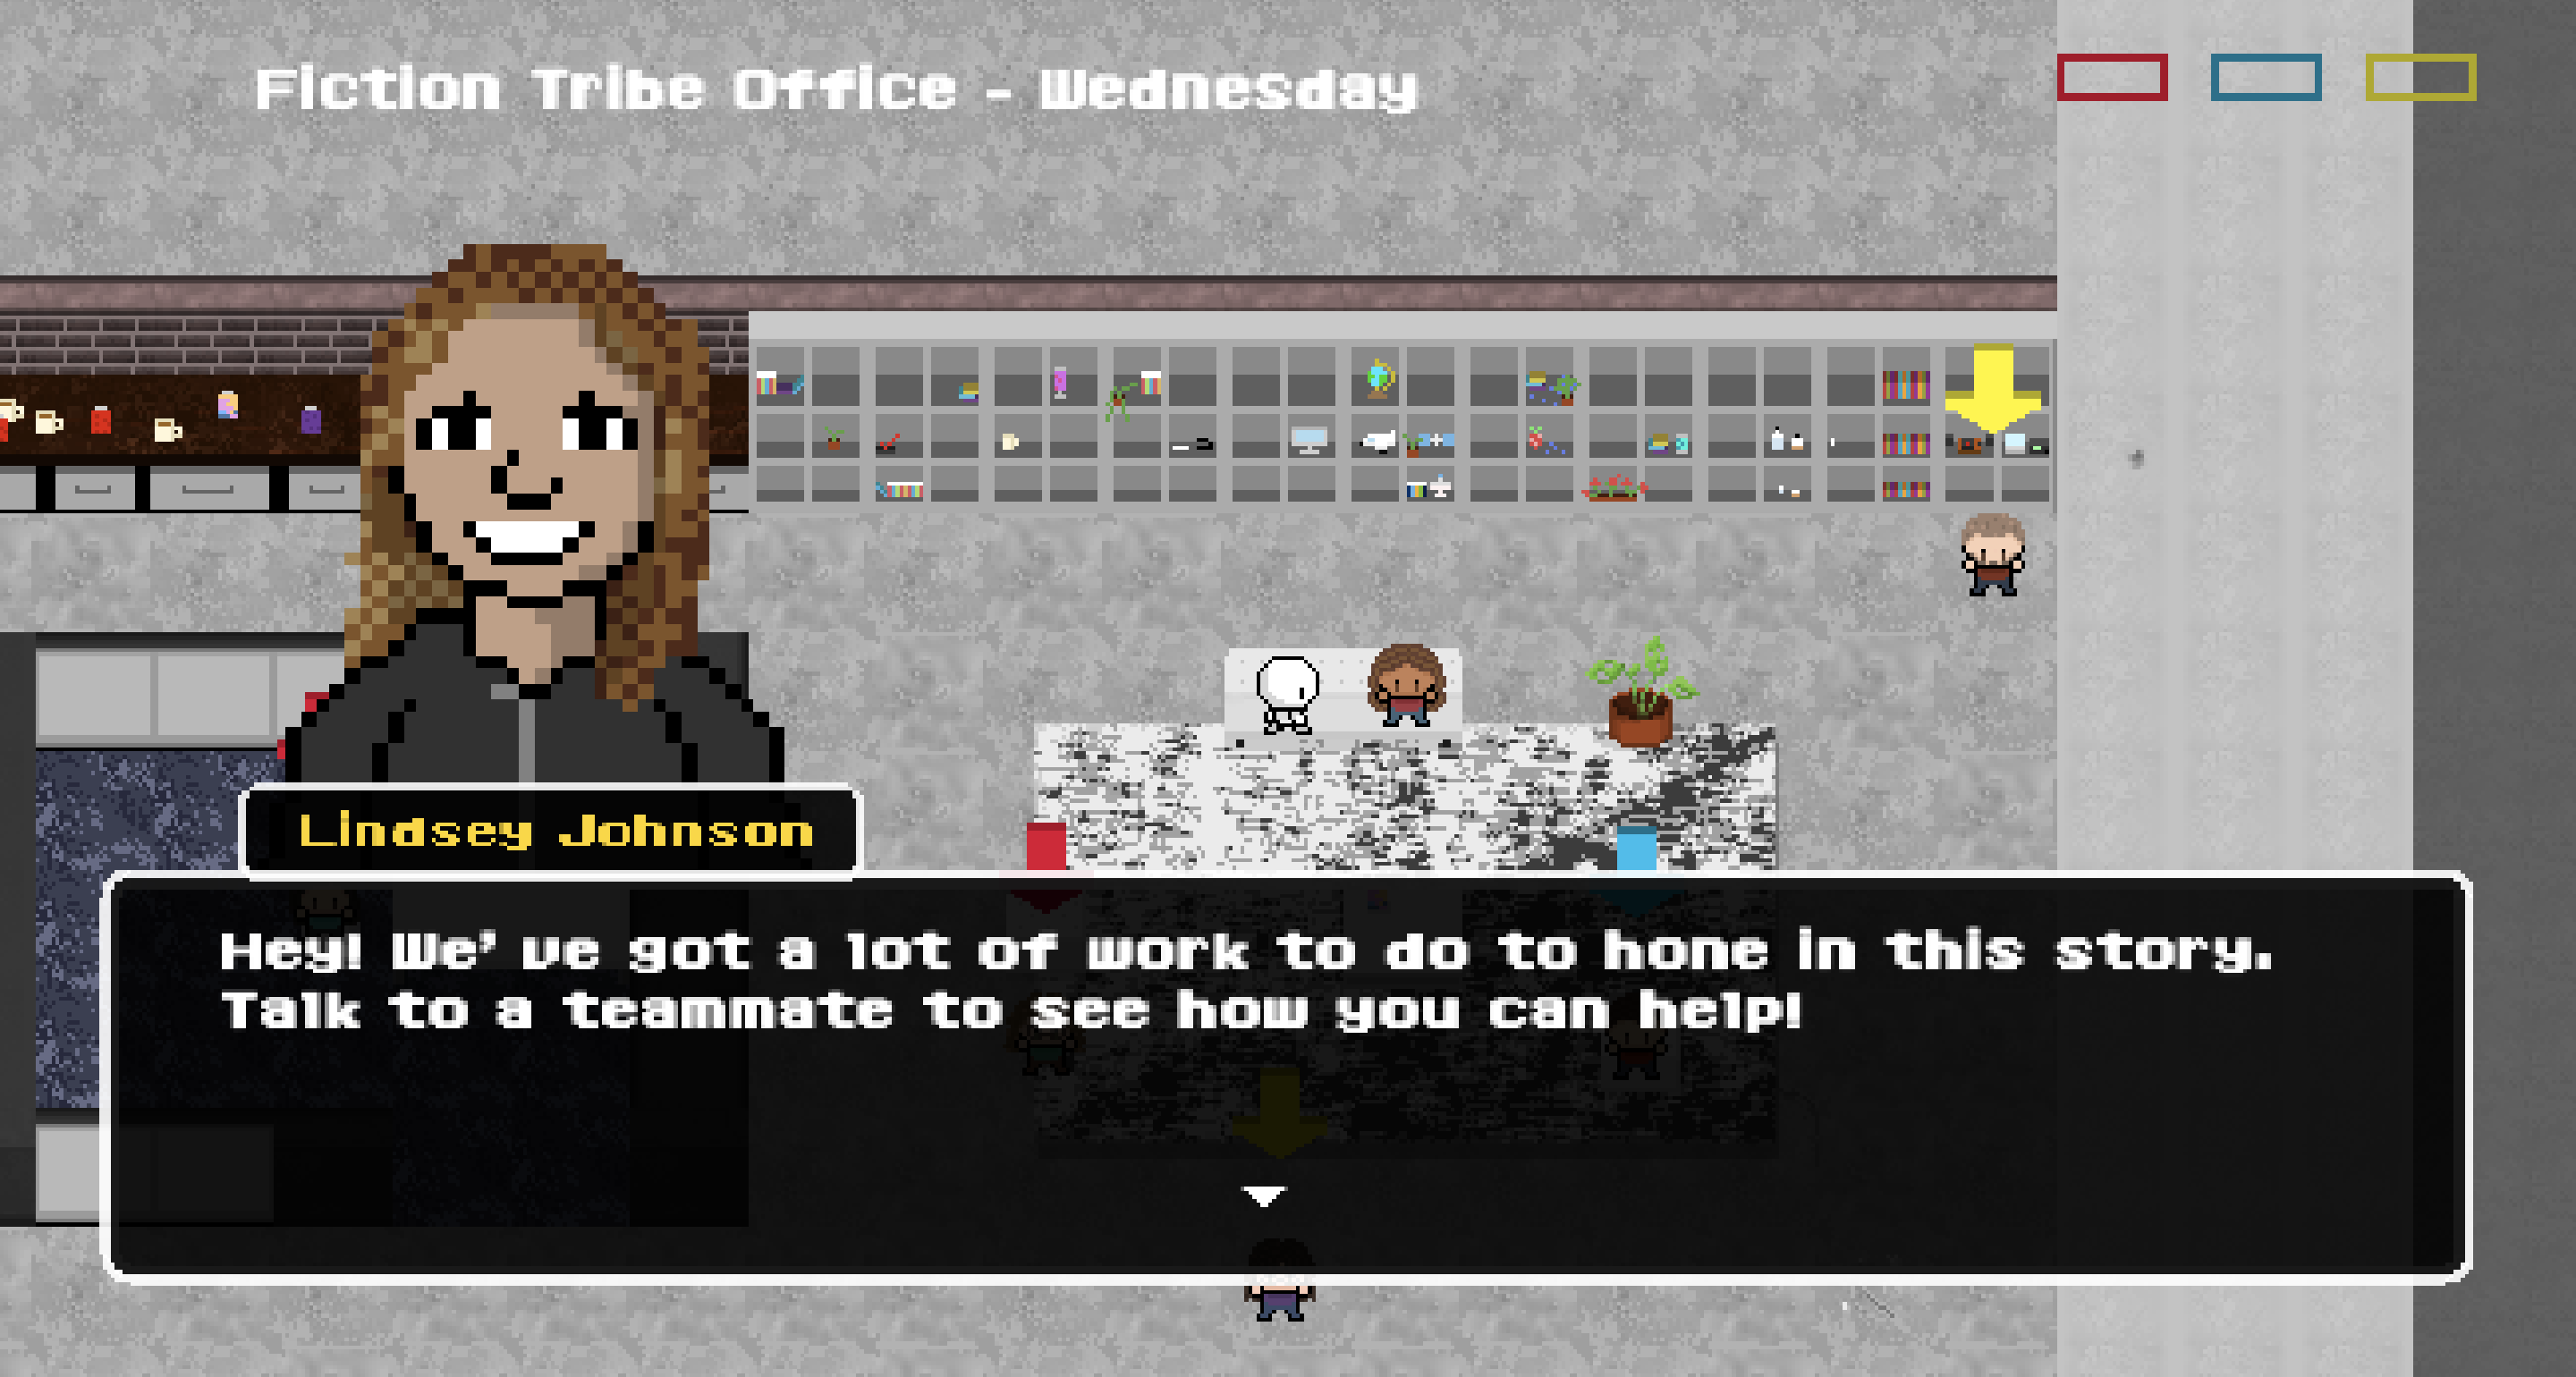 Fiction Tribe Office - Wednesday
Lindsey Johnson
Hey! We've got a lot of work to do to hone in this story.
Talk to a teammate to see how you can help!